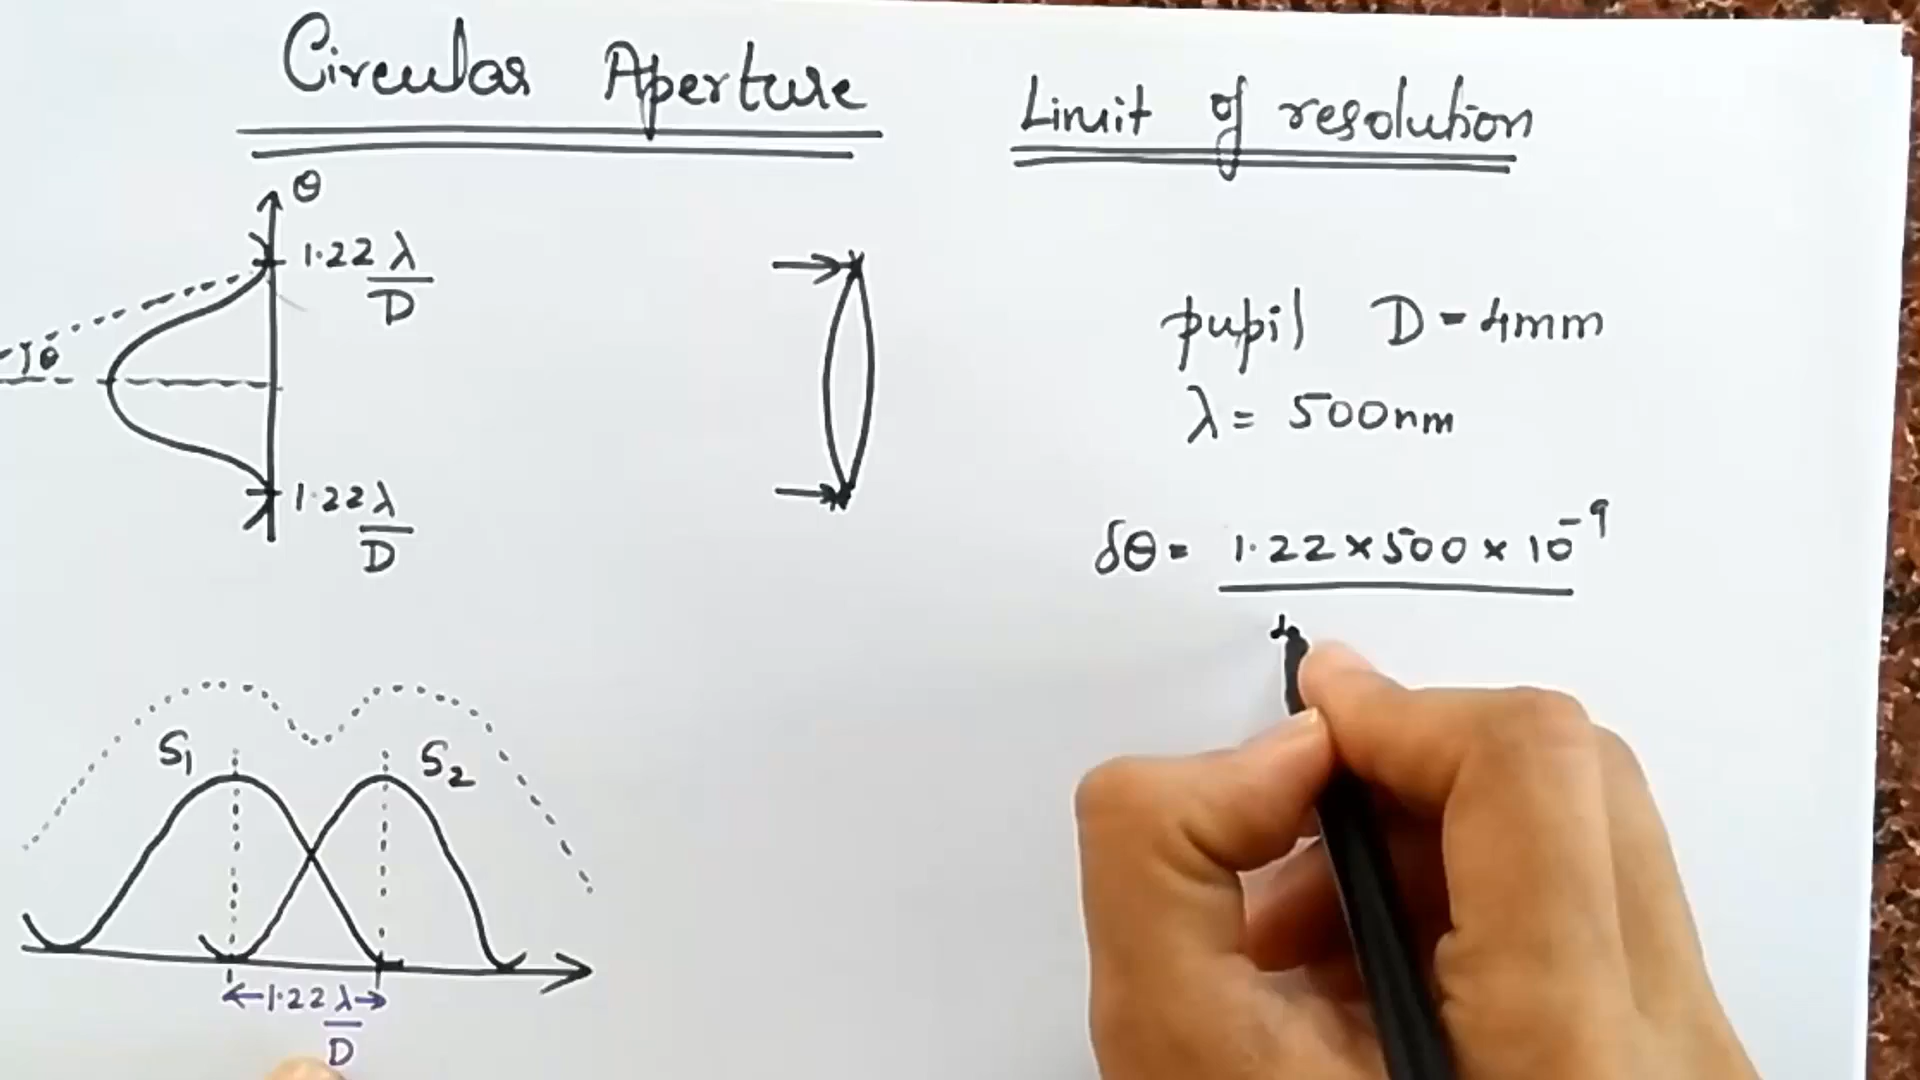 Circular Aperture
Limit of resolution
θ
1.22 λ
D
θ
1.22 λ
D
pupil D = 4mm
λ = 500nm
δθ = 1.22 × 500 × 10⁻⁹
S₁
S₂
1.22 λ
D